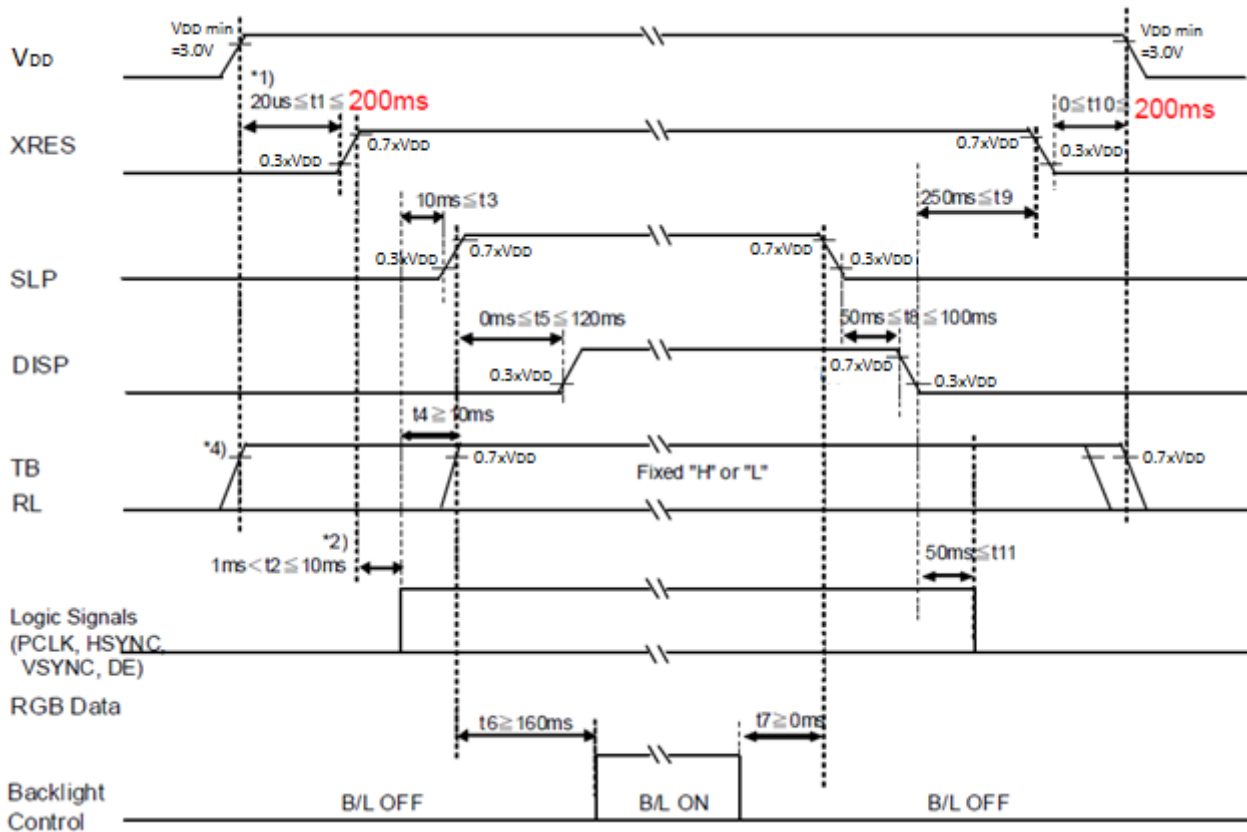 VDD min
=3.0V
VDD min
=3.0V
VDD
*1)
20us≦t1≦ 200ms
0≦t10≦ 200ms
XRES
0.7xVDD
0.7xVDD
0.3xVDD
0.3xVDD
10ms≦t3
250ms≦t9
0.3xVDD
0.7xVDD
0.7xVDD
0.3xVDD
SLP
0ms≦t5≦120ms
50ms≦t8≦100ms
DISP
0.3xVDD
0.7xVDD
0.3xVDD
t4≧10ms
*4)
TB
0.7xVDD
Fixed "H" or "L"
0.7xVDD
RL
*2)
1ms<t2≦10ms
50ms≦t11
Logic Signals
(PCLK, HSYNC,
VSYNC, DE)
RGB Data
t6≧160ms
t7≧0ms
Backlight
Control
B/L OFF
B/L ON
B/L OFF